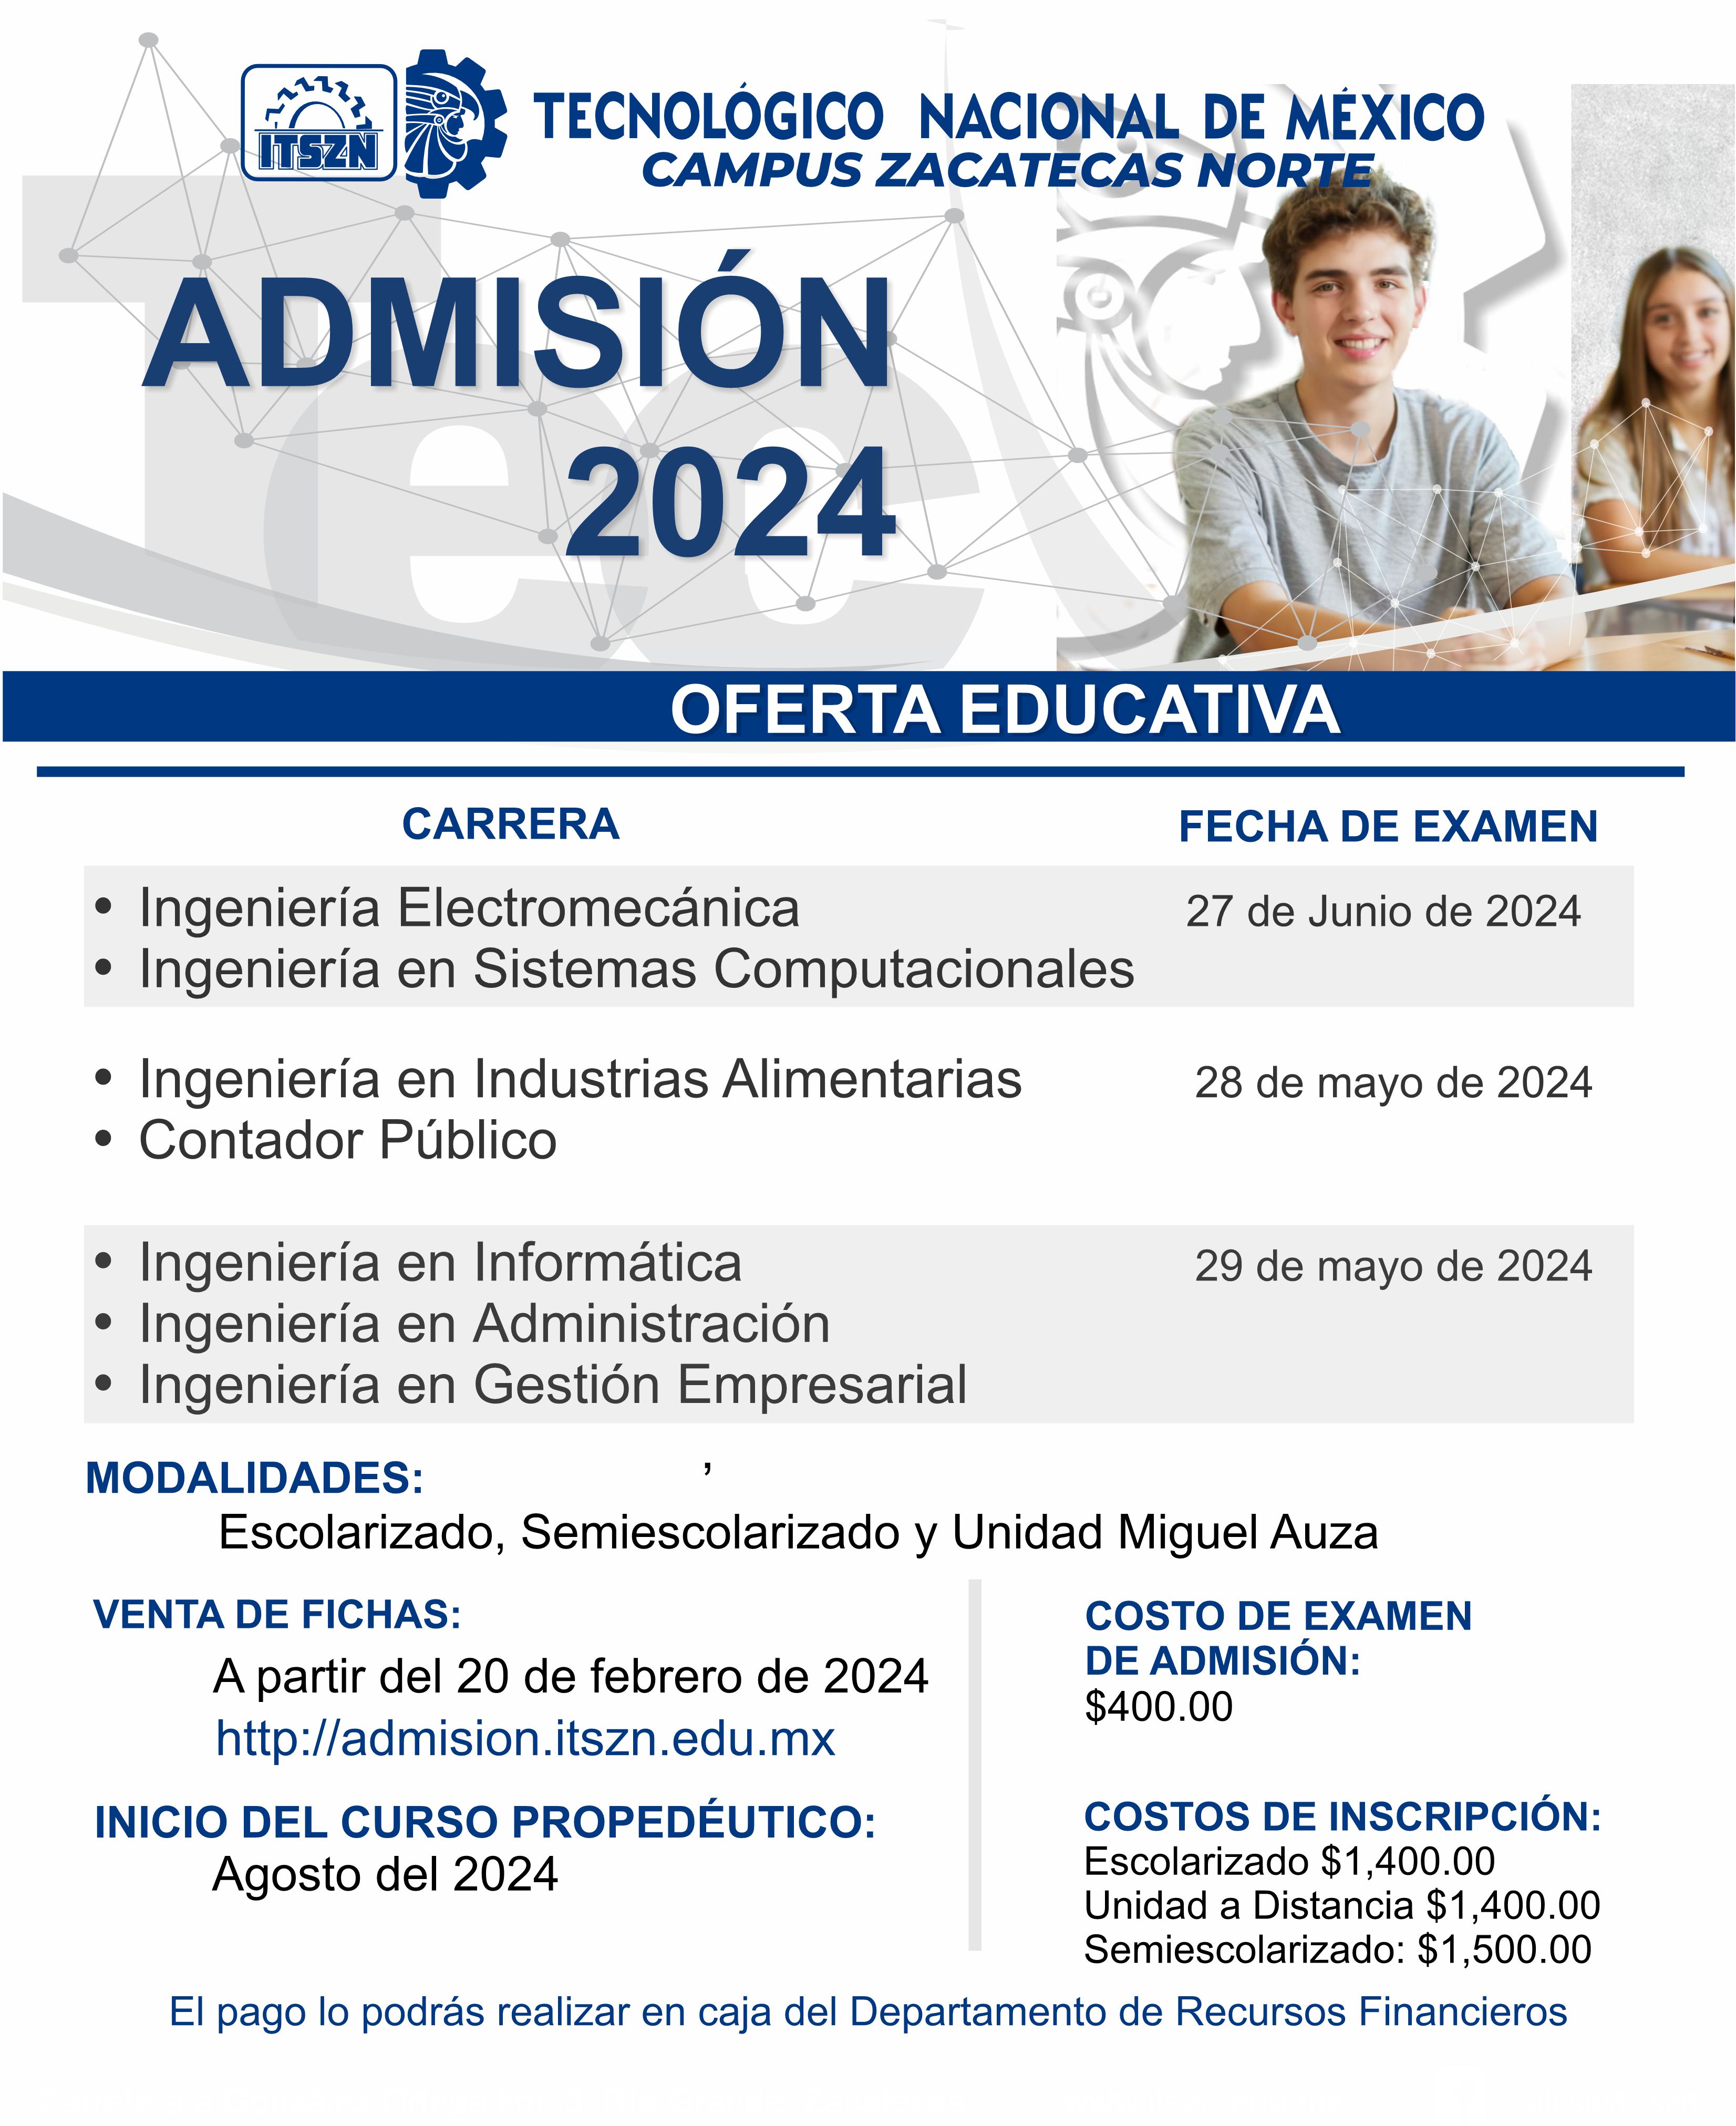 ITSZN
TECNOLÓGICO NACIONAL DE MÉXICO
CAMPUS ZACATECAS NORTE
Tec
ADMISIÓN
2024
OFERTA EDUCATIVA
CARRERA FECHA DE EXAMEN
• Ingeniería Electromecánica 27 de Junio de 2024
• Ingeniería en Sistemas Computacionales
• Ingeniería en Industrias Alimentarias 28 de mayo de 2024
• Contador Público
• Ingeniería en Informática 29 de mayo de 2024
• Ingeniería en Administración
• Ingeniería en Gestión Empresarial
MODALIDADES: ,
Escolarizado, Semiescolarizado y Unidad Miguel Auza
VENTA DE FICHAS:
A partir del 20 de febrero de 2024
http://admision.itszn.edu.mx
INICIO DEL CURSO PROPEDÉUTICO:
Agosto del 2024
COSTO DE EXAMEN
DE ADMISIÓN:
$400.00
COSTOS DE INSCRIPCIÓN:
Escolarizado $1,400.00
Unidad a Distancia $1,400.00
Semiescolarizado: $1,500.00
El pago lo podrás realizar en caja del Departamento de Recursos Financieros